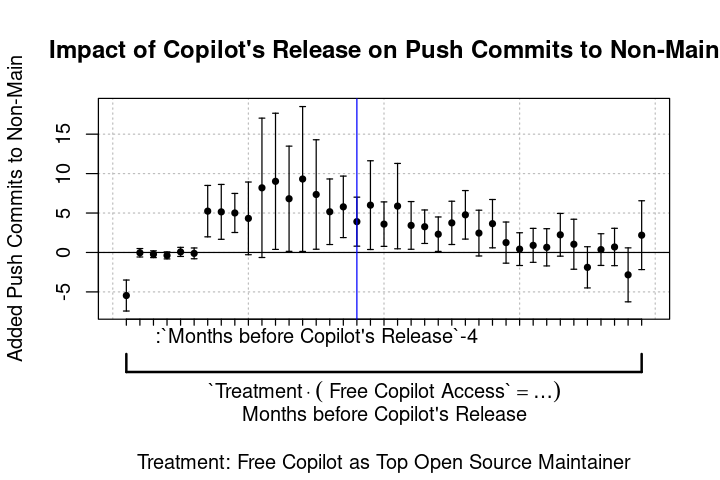 Impact of Copilot's Release on Push Commits to Non-Main
Added Push Commits to Non-Main
15
10
5
0
-5
:`Months before Copilot's Release`-4
`Treatment · ( Free Copilot Access` = …)
Months before Copilot's Release
Treatment: Free Copilot as Top Open Source Maintainer